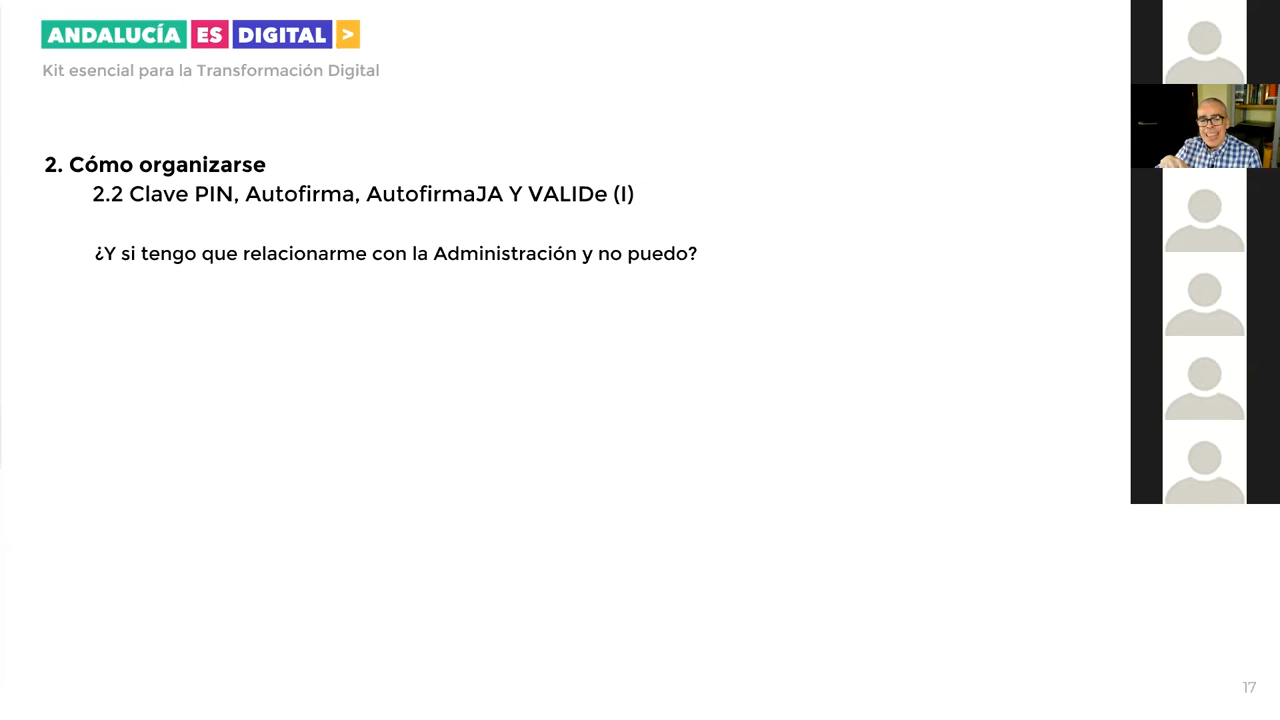 ANDALUCÍA ES DIGITAL >
Kit esencial para la Transformación Digital
2. Cómo organizarse
2.2 Clave PIN, Autofirma, AutofirmaJA Y VALIDe (I)
¿Y si tengo que relacionarme con la Administración y no puedo?
17